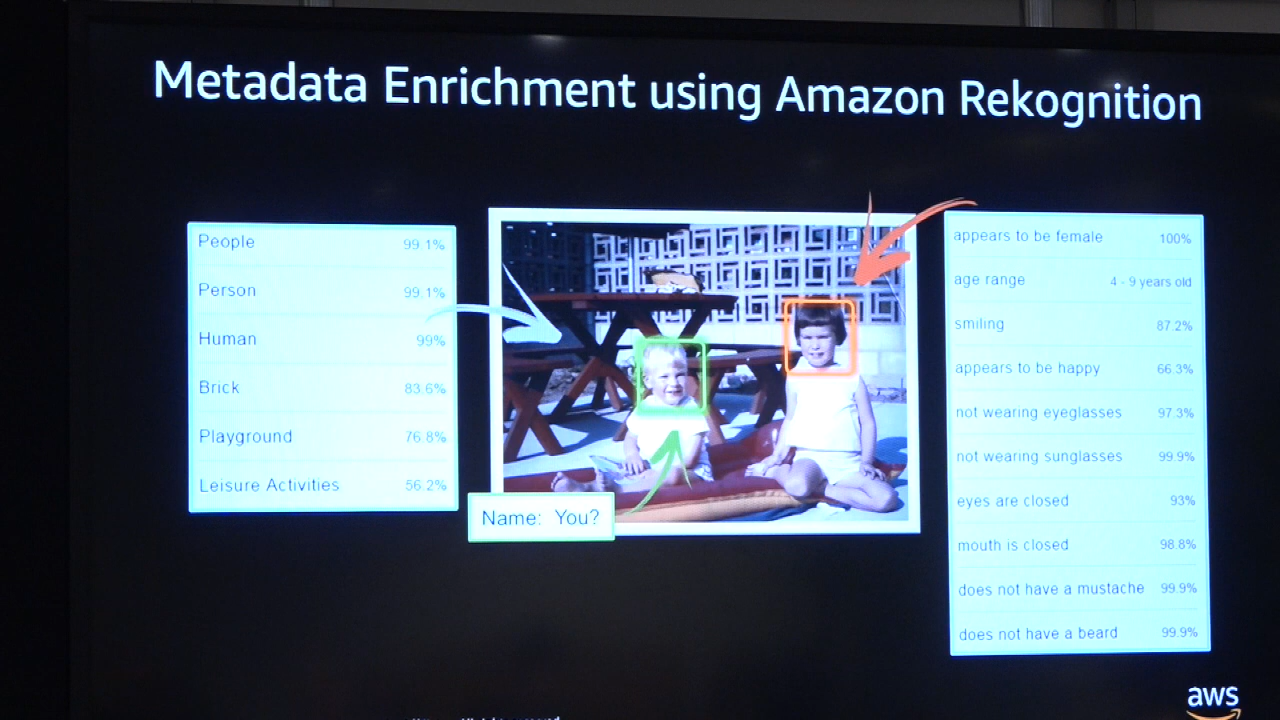 Metadata Enrichment using Amazon Rekognition
People 99.1%
Person 99.1%
Human 99%
Brick 83.6%
Playground 76.8%
Leisure Activities 56.2%
Name: You?
appears to be female 100%
age range 4 - 9 years old
smiling 87.2%
appears to be happy 66.3%
not wearing eyeglasses 97.3%
not wearing sunglasses 99.9%
eyes are closed 93%
mouth is closed 98.8%
does not have a mustache 99.9%
does not have a beard 99.9%
aws